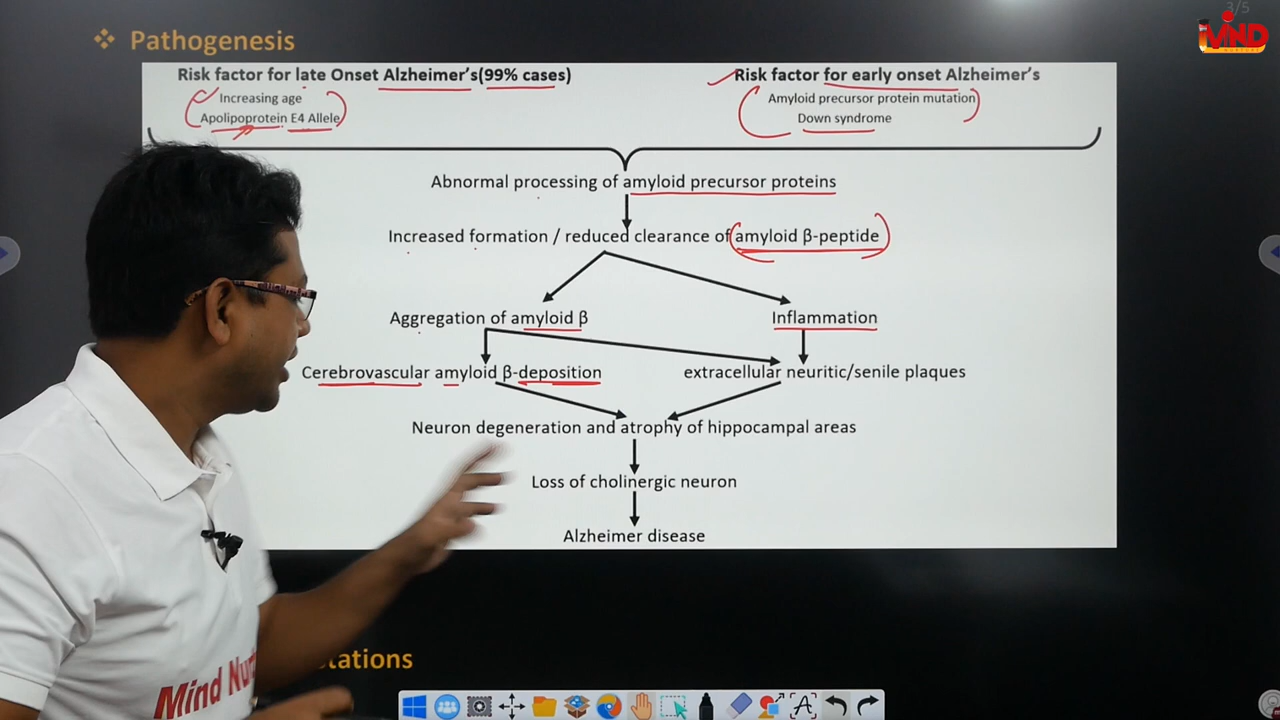 3/5
MIND
❖ Pathogenesis
Risk factor for late Onset Alzheimer's(99% cases)
Increasing age
Apolipoprotein E4 Allele
Risk factor for early onset Alzheimer's
Amyloid precursor protein mutation
Down syndrome
Abnormal processing of amyloid precursor proteins
Increased formation / reduced clearance of amyloid β-peptide
Aggregation of amyloid β
Inflammation
Cerebrovascular amyloid β-deposition
extracellular neuritic/senile plaques
Neuron degeneration and atrophy of hippocampal areas
Loss of cholinergic neuron
Alzheimer disease
Mind